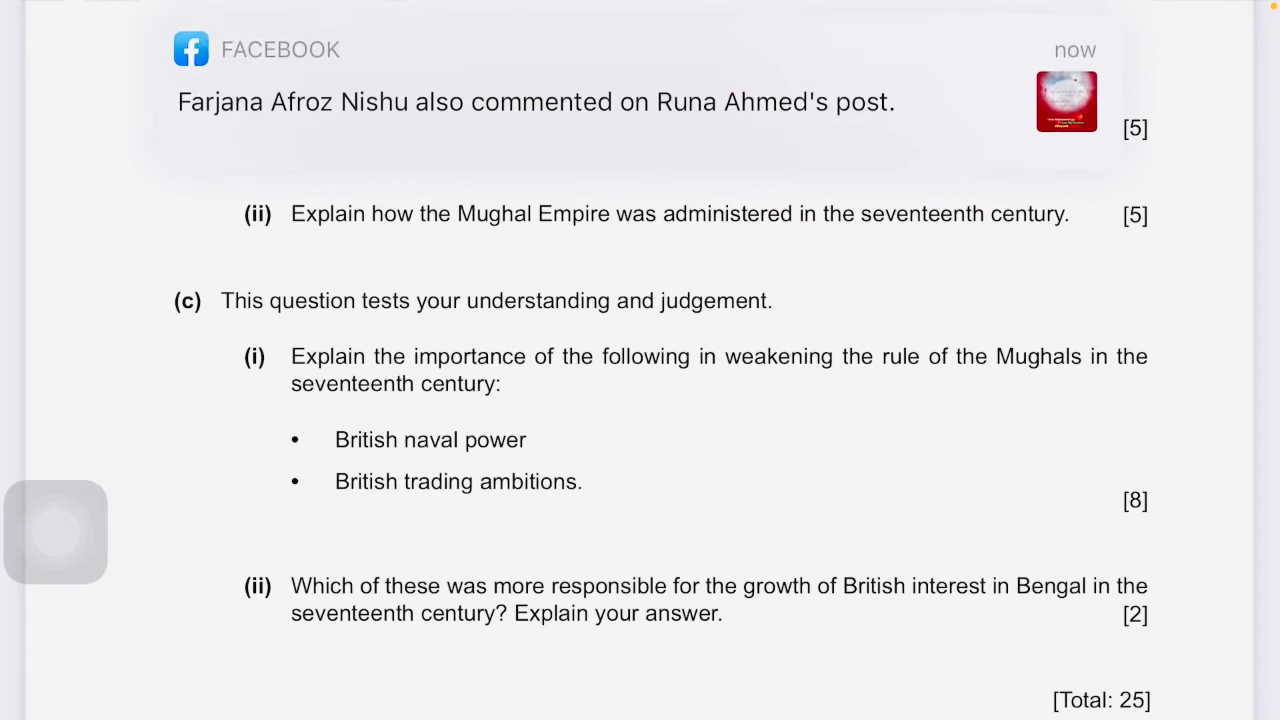 FACEBOOK now
Farjana Afroz Nishu also commented on Runa Ahmed's post.
[5]
(ii) Explain how the Mughal Empire was administered in the seventeenth century. [5]
(c) This question tests your understanding and judgement.
(i) Explain the importance of the following in weakening the rule of the Mughals in the
seventeenth century:
• British naval power
• British trading ambitions.
[8]
(ii) Which of these was more responsible for the growth of British interest in Bengal in the
seventeenth century? Explain your answer. [2]
[Total: 25]